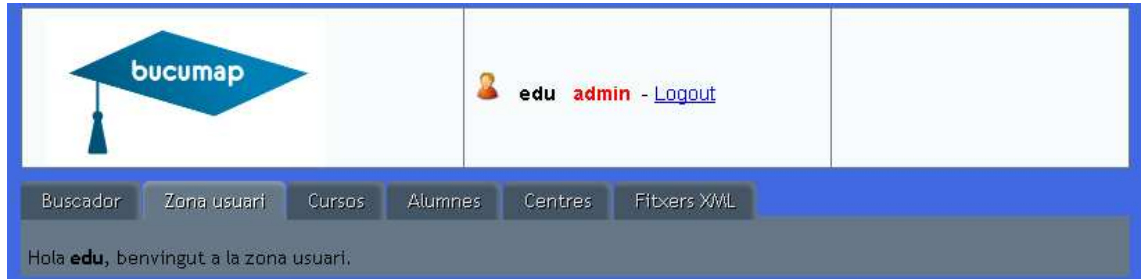 bucumap
edu admin - Logout
Buscador Zona usuari Cursos Alumnes Centres Fitxers XML
Hola edu, benvingut a la zona usuari.